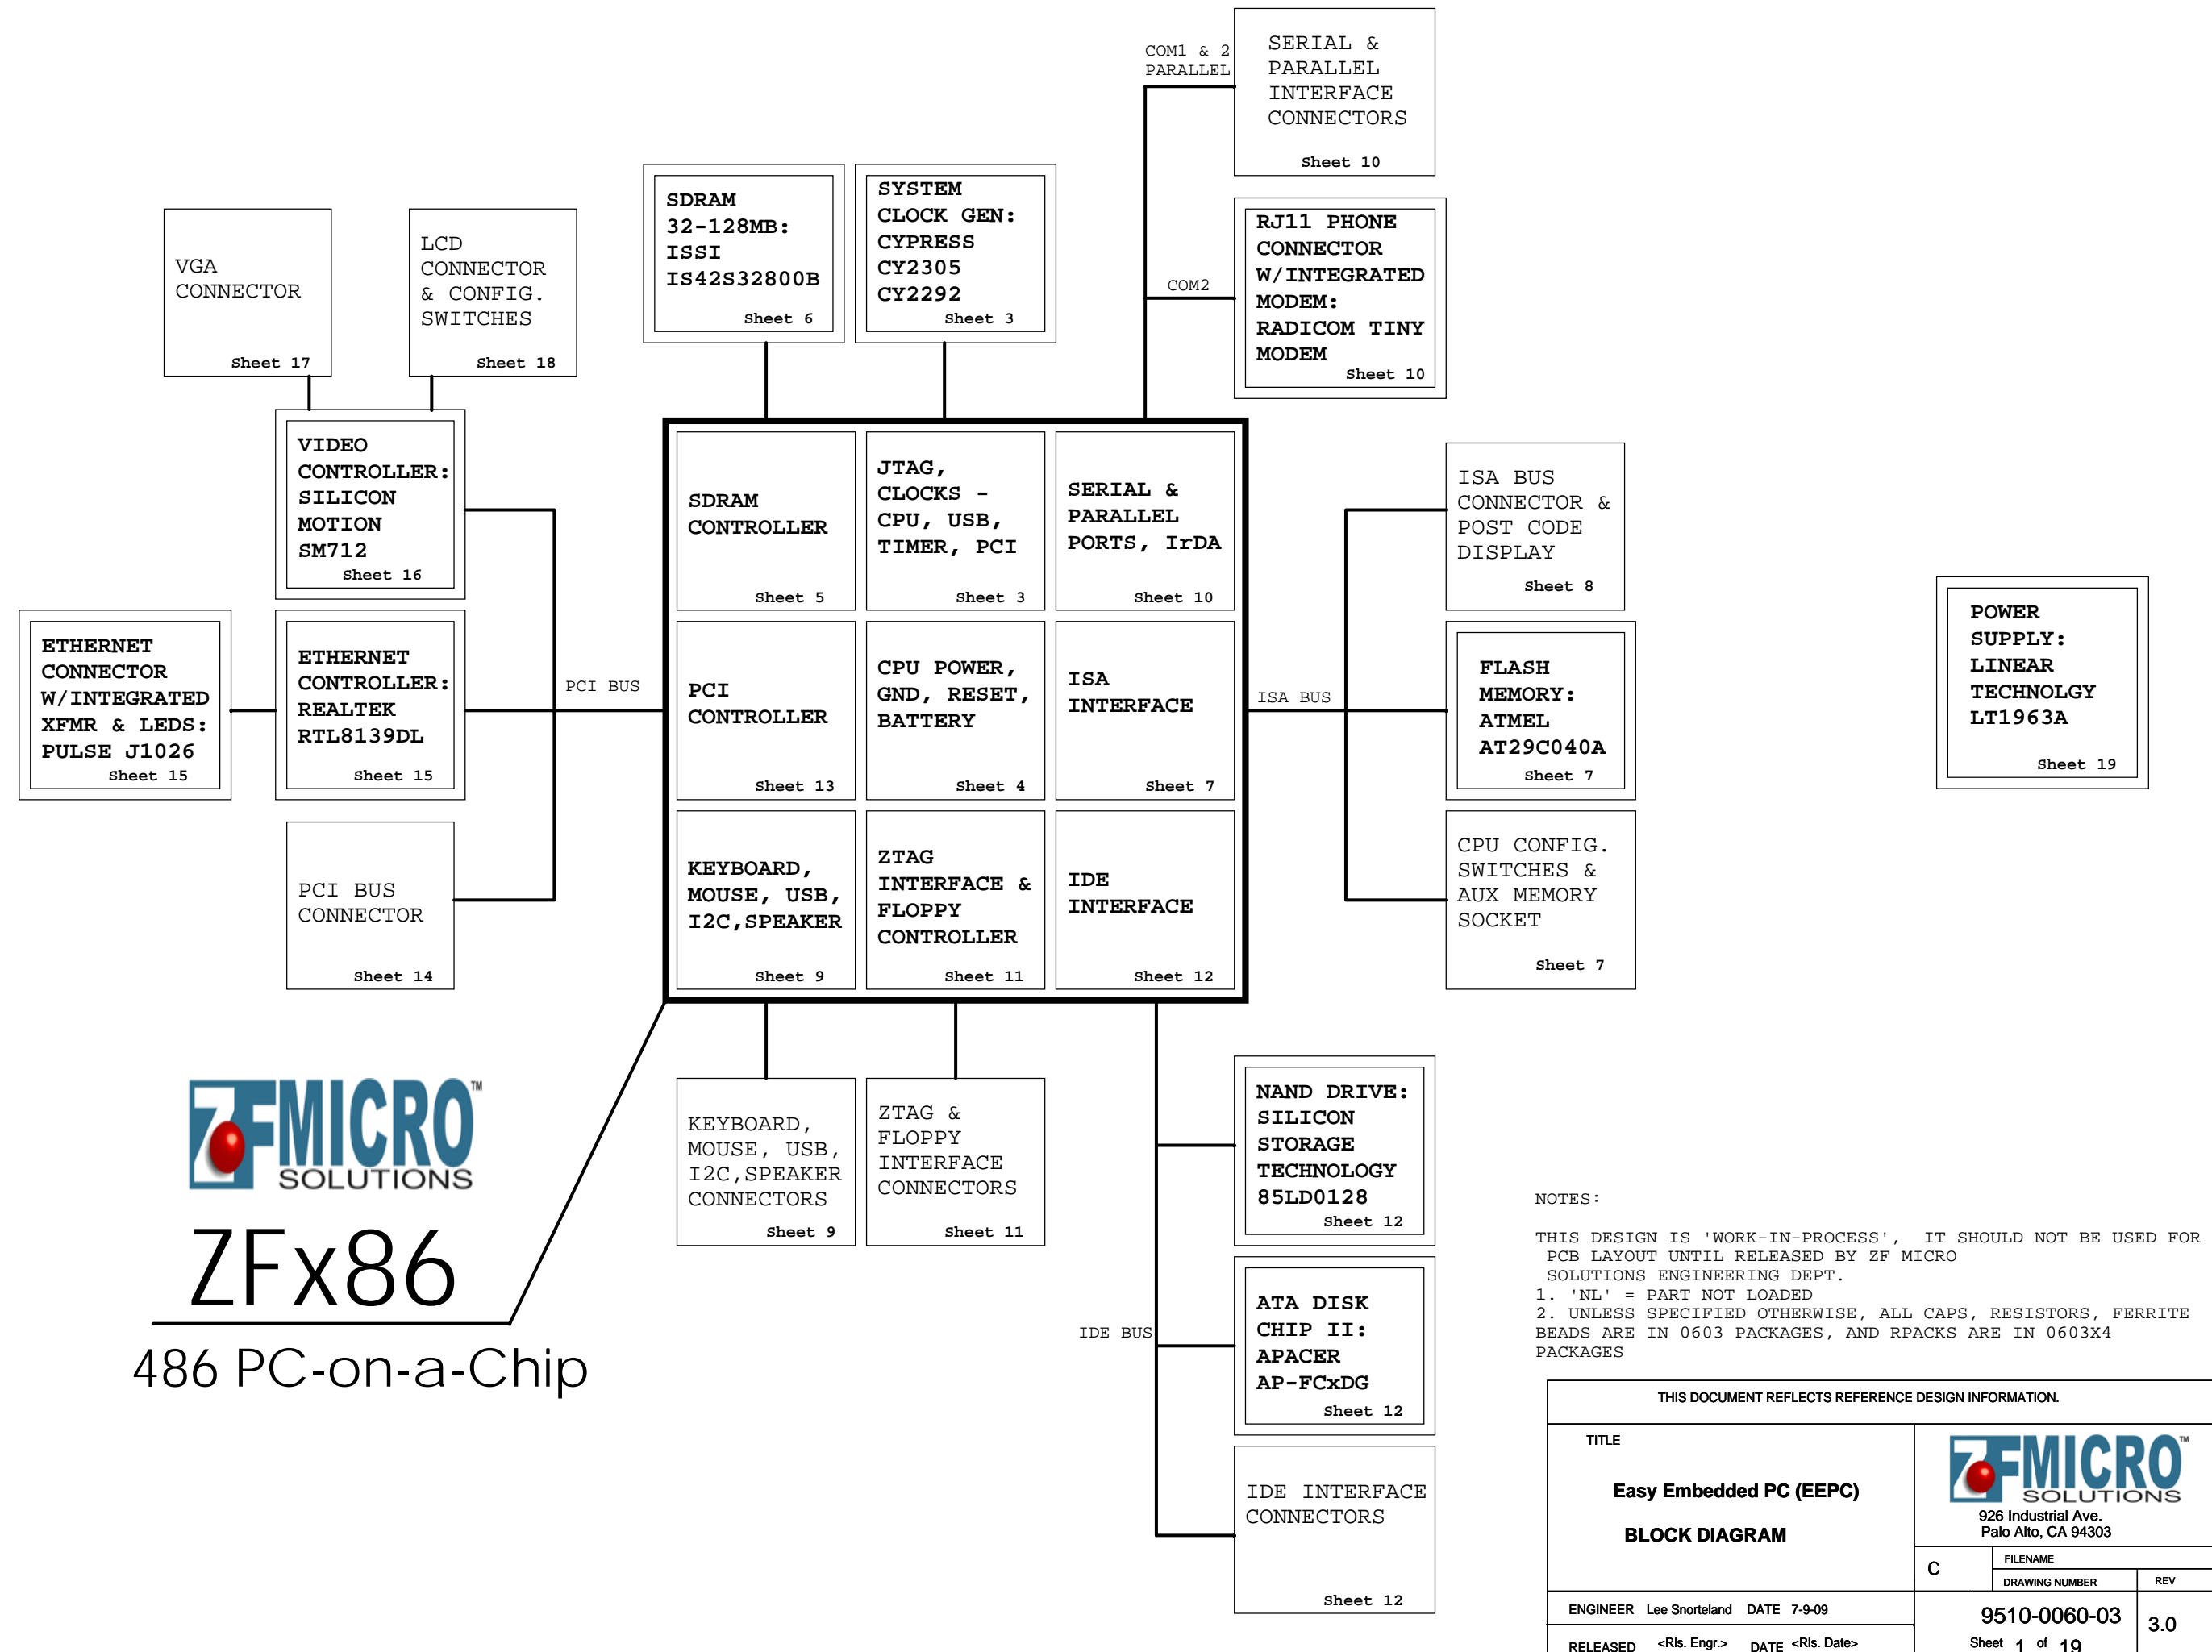 COM1 & 2
PARALLEL
SERIAL &
PARALLEL
INTERFACE
CONNECTORS
Sheet 10
SDRAM
32-128MB:
ISSI
IS42S32800B
Sheet 6
SYSTEM
CLOCK GEN:
CYPRESS
CY2305
CY2292
Sheet 3
COM2
RJ11 PHONE
CONNECTOR
W/INTEGRATED
MODEM:
RADICOM TINY
MODEM
Sheet 10
VGA
CONNECTOR
Sheet 17
LCD
CONNECTOR
& CONFIG.
SWITCHES
Sheet 18
VIDEO
CONTROLLER:
SILICON
MOTION
SM712
Sheet 16
SDRAM
CONTROLLER
Sheet 5
JTAG,
CLOCKS -
CPU, USB,
TIMER, PCI
Sheet 3
SERIAL &
PARALLEL
PORTS, IrDA
Sheet 10
ISA BUS
CONNECTOR &
POST CODE
DISPLAY
Sheet 8
ETHERNET
CONNECTOR
W/INTEGRATED
XFMR & LEDS:
PULSE J1026
Sheet 15
ETHERNET
CONTROLLER:
REALTEK
RTL8139DL
Sheet 15
PCI BUS
PCI
CONTROLLER
Sheet 13
CPU POWER,
GND, RESET,
BATTERY
Sheet 4
ISA
INTERFACE
Sheet 7
ISA BUS
FLASH
MEMORY:
ATMEL
AT29C040A
Sheet 7
POWER
SUPPLY:
LINEAR
TECHNOLGY
LT1963A
Sheet 19
PCI BUS
CONNECTOR
Sheet 14
KEYBOARD,
MOUSE, USB,
I2C,SPEAKER
Sheet 9
ZTAG
INTERFACE &
FLOPPY
CONTROLLER
Sheet 11
IDE
INTERFACE
Sheet 12
CPU CONFIG.
SWITCHES &
AUX MEMORY
SOCKET
Sheet 7
ZFMICRO™
SOLUTIONS
ZFx86
486 PC-on-a-Chip
KEYBOARD,
MOUSE, USB,
I2C,SPEAKER
CONNECTORS
Sheet 9
ZTAG &
FLOPPY
INTERFACE
CONNECTORS
Sheet 11
NAND DRIVE:
SILICON
STORAGE
TECHNOLOGY
85LD0128
Sheet 12
IDE BUS
ATA DISK
CHIP II:
APACER
AP-FCxDG
Sheet 12
IDE INTERFACE
CONNECTORS
Sheet 12
NOTES:
THIS DESIGN IS 'WORK-IN-PROCESS', IT SHOULD NOT BE USED FOR
PCB LAYOUT UNTIL RELEASED BY ZF MICRO
SOLUTIONS ENGINEERING DEPT.
1. 'NL' = PART NOT LOADED
2. UNLESS SPECIFIED OTHERWISE, ALL CAPS, RESISTORS, FERRITE
BEADS ARE IN 0603 PACKAGES, AND RPACKS ARE IN 0603X4
PACKAGES
THIS DOCUMENT REFLECTS REFERENCE DESIGN INFORMATION.
TITLE
Easy Embedded PC (EEPC)
BLOCK DIAGRAM
ZFMICRO™
SOLUTIONS
926 Industrial Ave.
Palo Alto, CA 94303
C
FILENAME
DRAWING NUMBER
REV
ENGINEER Lee Snorteland DATE 7-9-09
9510-0060-03
3.0
RELEASED <Rls. Engr.> DATE <Rls. Date>
Sheet 1 of 19